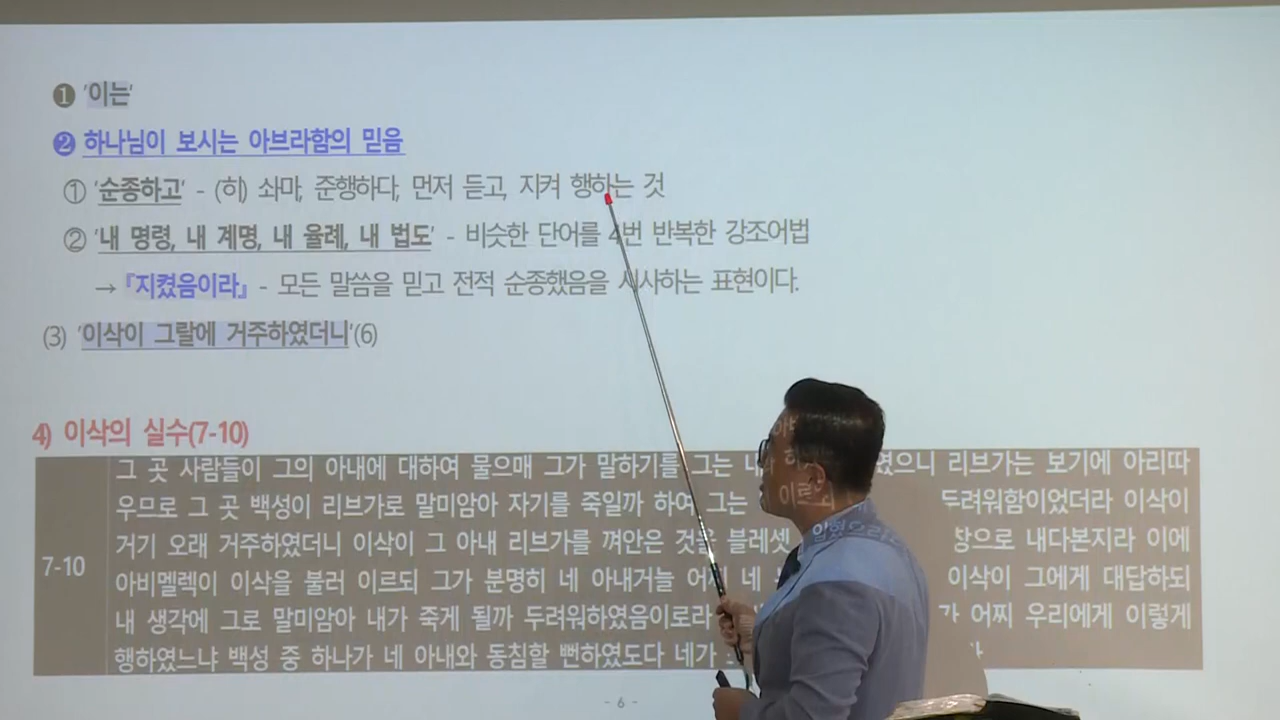 ❶ '이는'
❷ 하나님이 보시는 아브라함의 믿음
① '순종하고' - (히) 솨마, 준행하다, 먼저 듣고, 지켜 행하는 것
② '내 명령, 내 계명, 내 율례, 내 법도' - 비슷한 단어를 4번 반복한 강조어법
→『지켰음이라』- 모든 말씀을 믿고 전적 순종했음을 시사하는 표현이다.
(3) '이삭이 그랄에 거주하였더니'(6)
4) 이삭의 실수(7-10)
그 곳 사람들이 그의 아내에 대하여 물으매 그가 말하기를 그는 였으니 리브가는 보기에 아리따
우므로 그 곳 백성이 리브가로 말미암아 자기를 죽일까 하여 그는 두려워함이었더라 이삭이
7-10 거기 오래 거주하였더니 이삭이 그 아내 리브가를 껴안은 것을 블레셋 창으로 내다본지라 이에
아비멜렉이 이삭을 불러 이르되 그가 분명히 네 아내거늘 어찌 네 이삭이 그에게 대답하되
내 생각에 그로 말미암아 내가 죽게 될까 두려워하였음이로라 가 어찌 우리에게 이렇게
행하였느냐 백성 중 하나가 네 아내와 동침할 뻔하였도다 네가
- 6 -